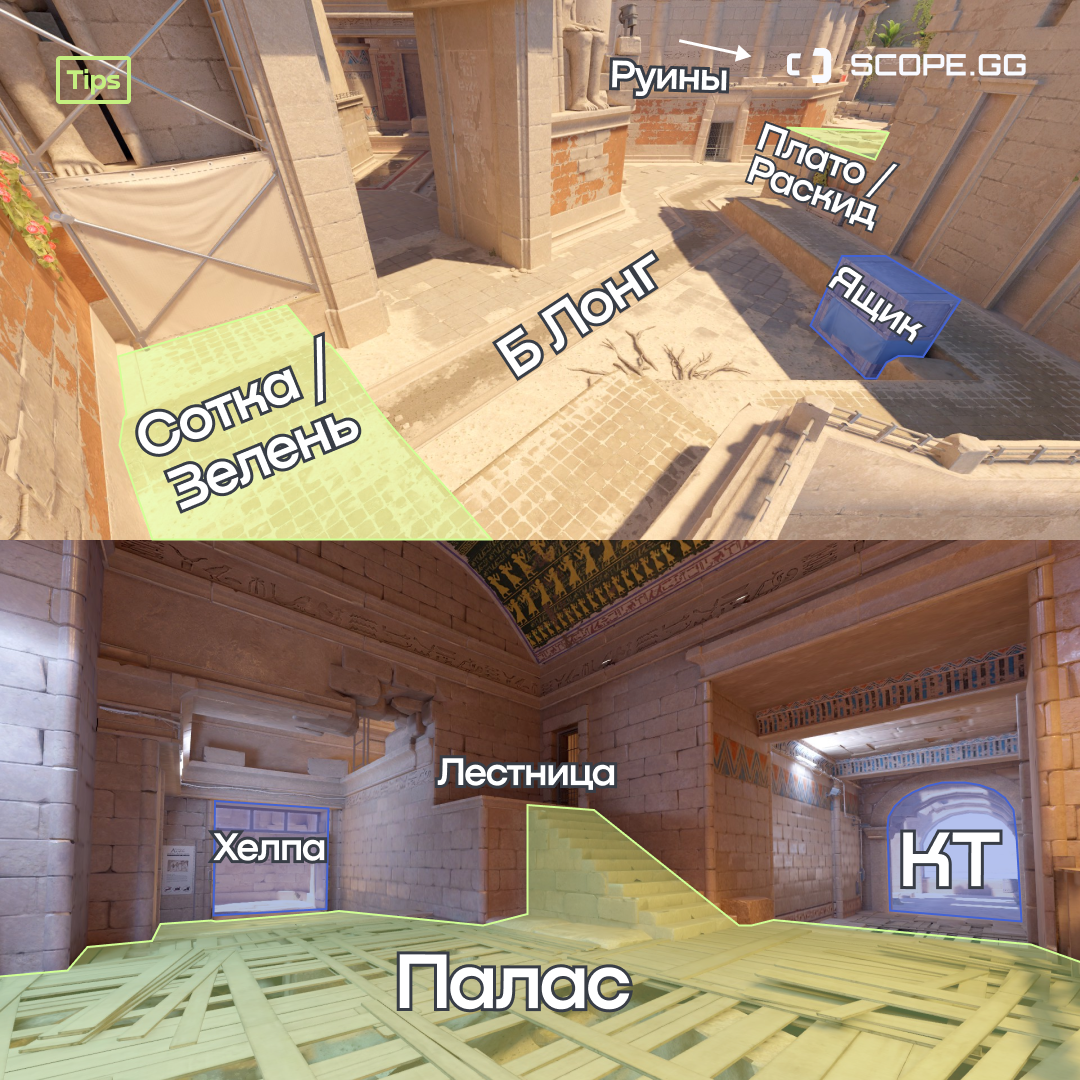 Tips
SCOPE.GG
Руины
Плато /
Раскид
Ящик
Б Лонг
Сотка /
Зелень
Лестница
Хелпа
КТ
Палас